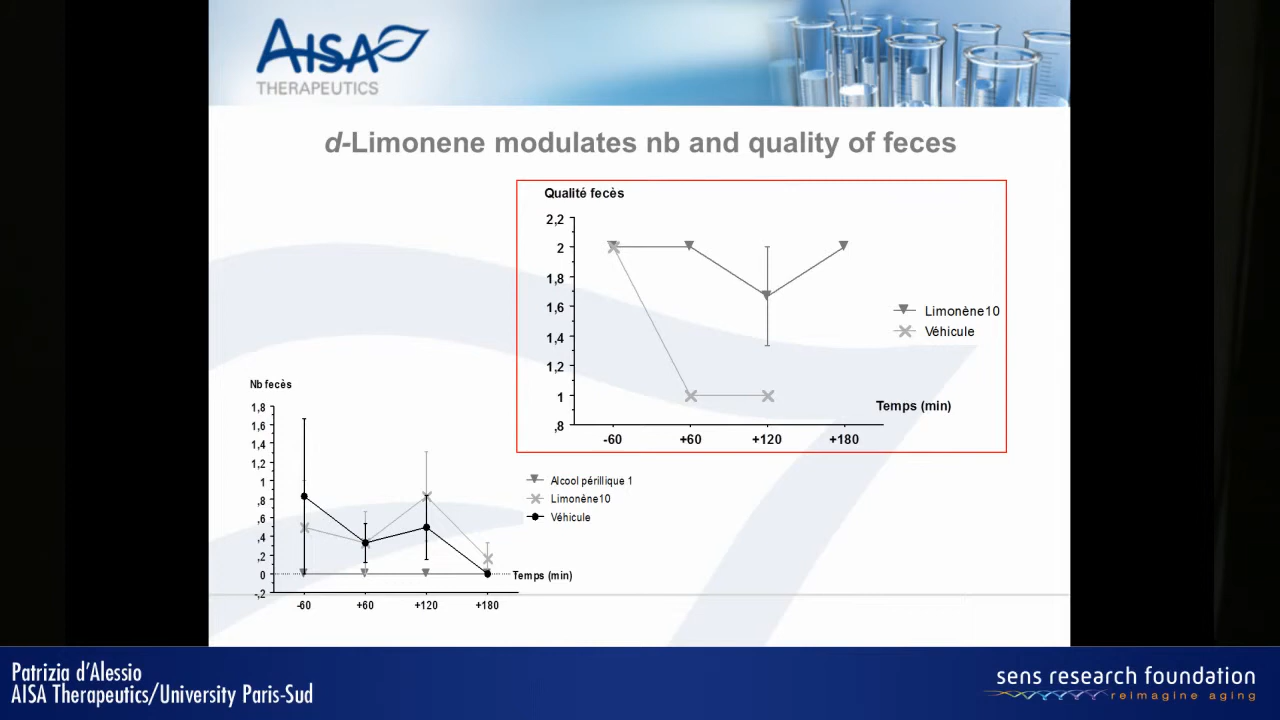 AISA
THERAPEUTICS
d-Limonene modulates nb and quality of feces
Qualité fecès
2,2
2
1,8
1,6
1,4
1,2
1
,8
-60 +60 +120 +180
Temps (min)
Limonène10
Véhicule
Nb fecès
1,8
1,6
1,4
1,2
1
,8
,6
,4
,2
0
-,2
-60 +60 +120 +180
Temps (min)
Alcool périllique 1
Limonène10
Véhicule
Patrizia d'Alessio
AISA Therapeutics/University Paris-Sud
sens research foundation
reimagine aging